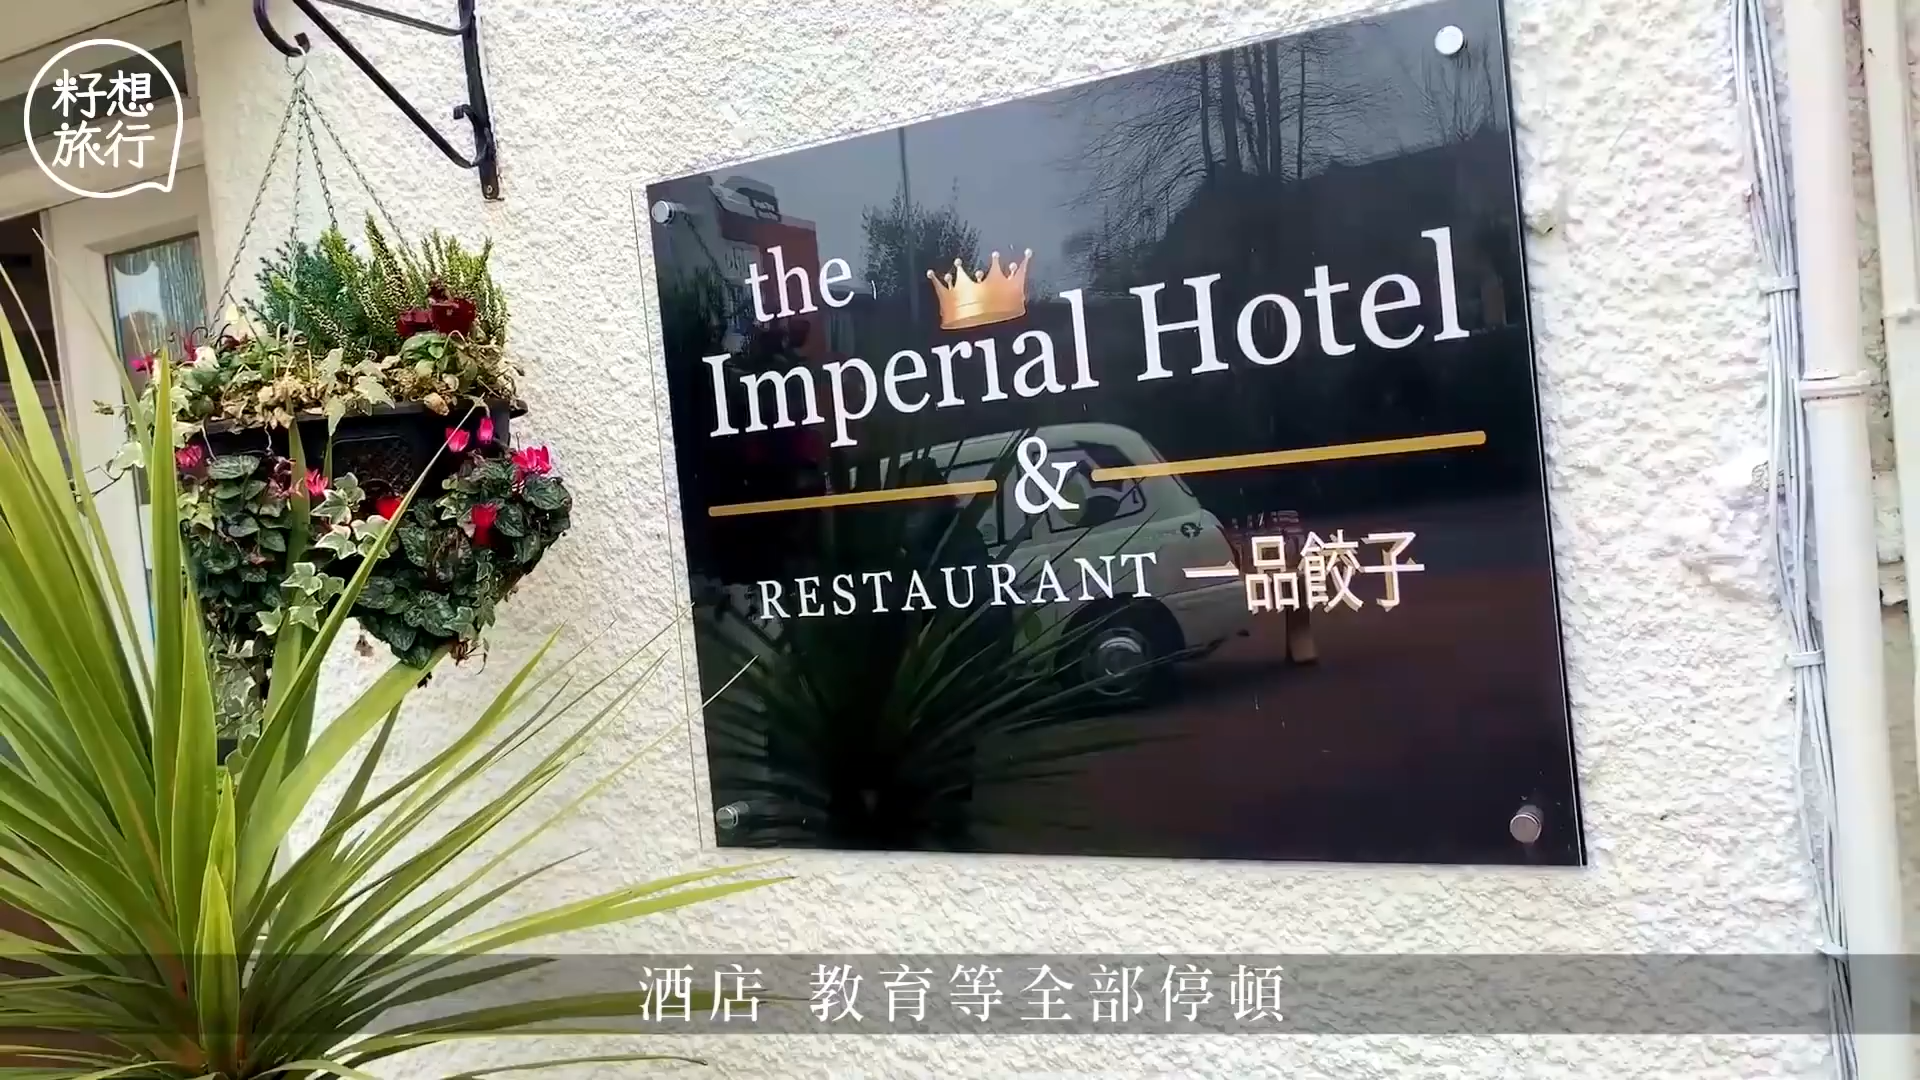 籽想
旅行
the
Imperial Hotel
&
RESTAURANT 一品餃子
酒店 教育等全部停頓